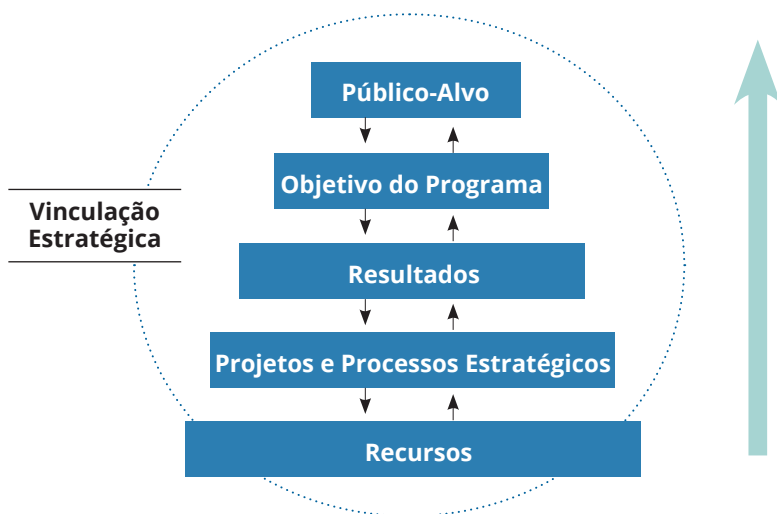 Público-Alvo
Objetivo do Programa
Vinculação
Estratégica
Resultados
Projetos e Processos Estratégicos
Recursos